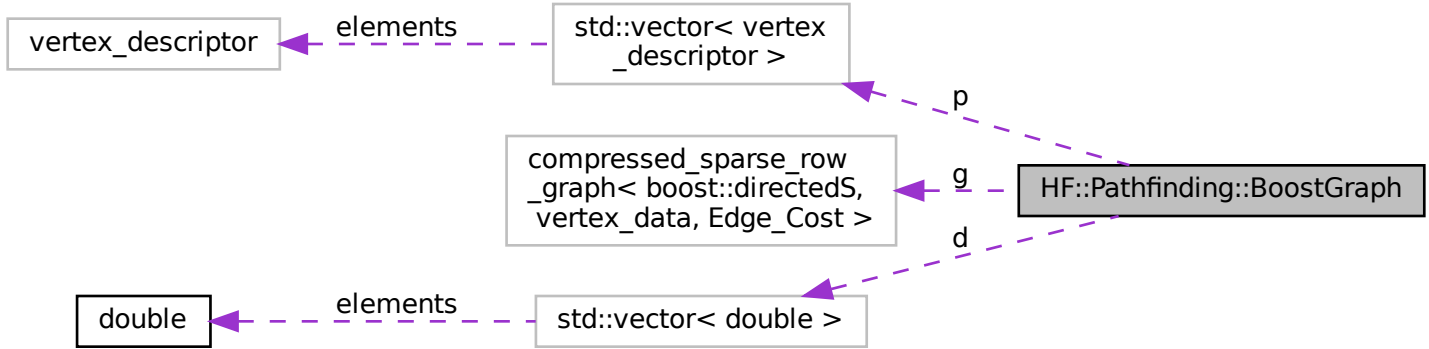 vertex_descriptor
elements
std::vector< vertex
_descriptor >
p
compressed_sparse_row
_graph< boost::directedS,
vertex_data, Edge_Cost >
g
HF::Pathfinding::BoostGraph
d
double
elements
std::vector< double >